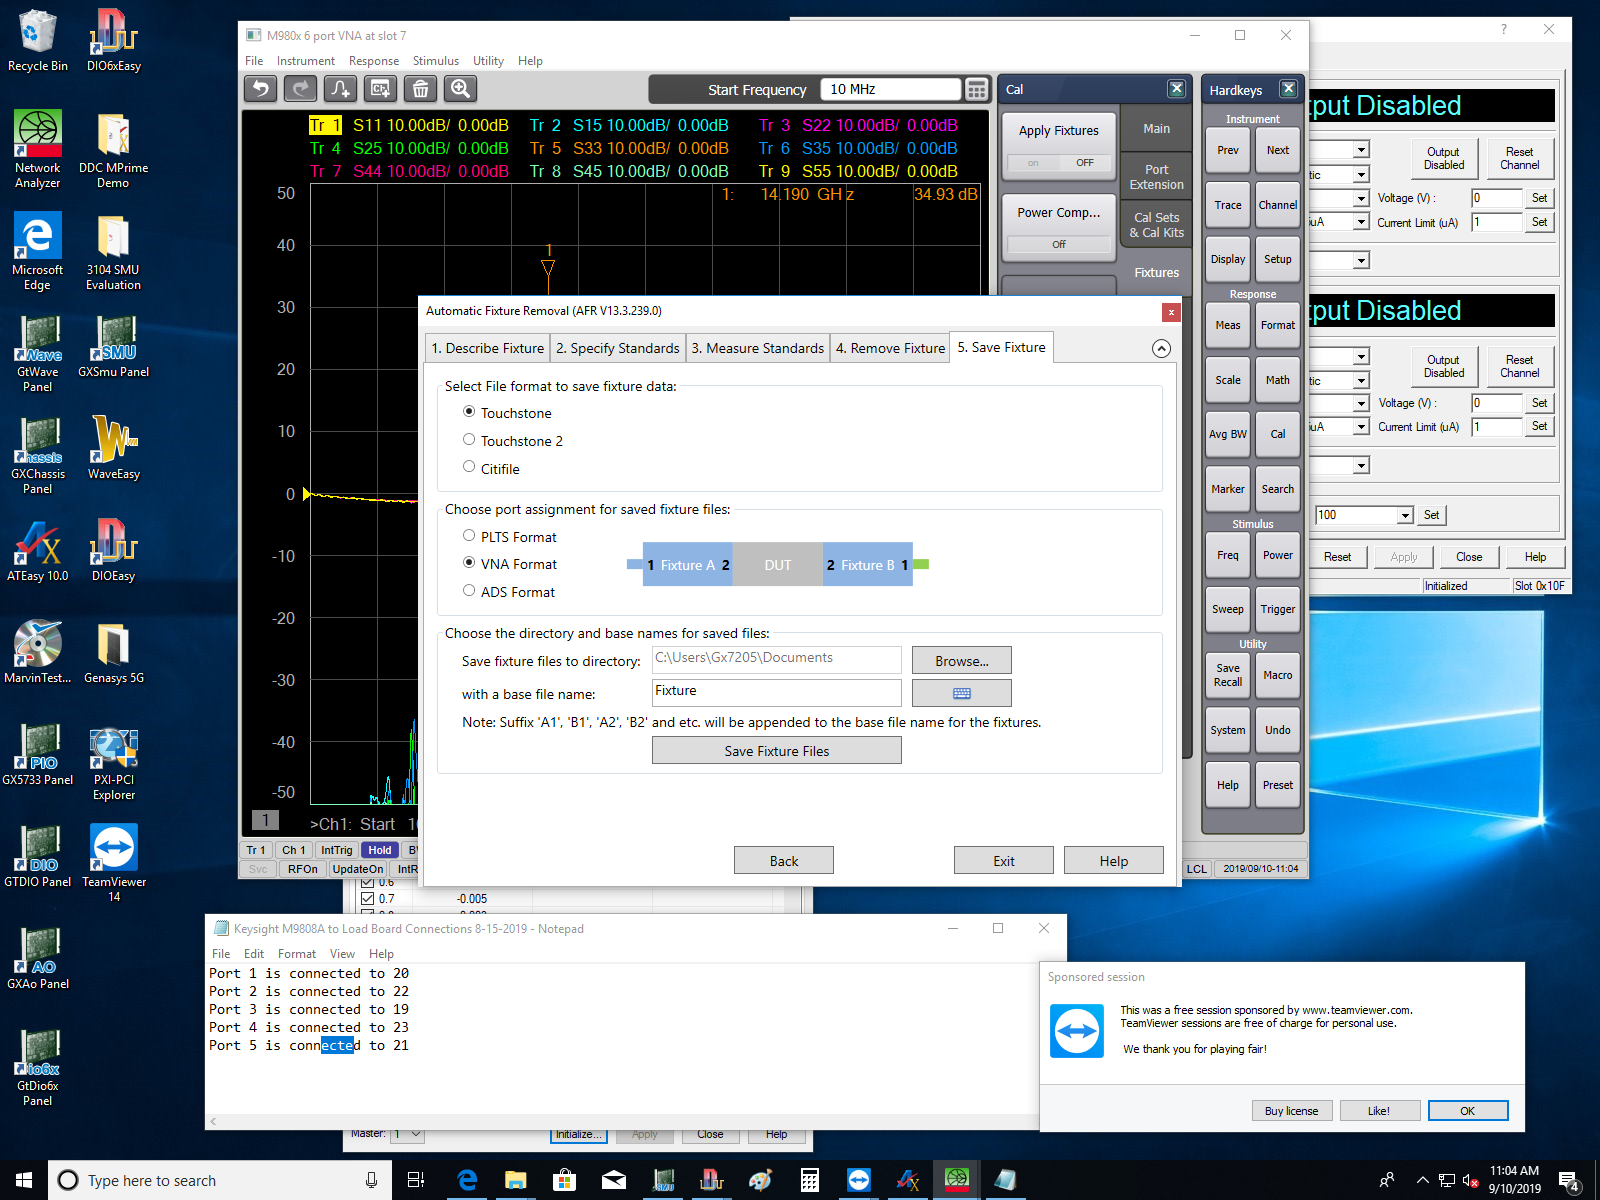 Recycle Bin
DIO6xEasy
Network Analyzer
DDC MPrime Demo
Microsoft Edge
3104 SMU Evaluation
GtWave Panel
GXSmu Panel
GXChassis Panel
WaveEasy
ATEasy 10.0
DIOEasy
MarvinTest...
Genasys 5G
GX5733 Panel
PXI-PCI Explorer
GTDIO Panel
TeamViewer 14
GXAo Panel
GtDio6x Panel
M980x 6 port VNA at slot 7
File Instrument Response Stimulus Utility Help
Start Frequency 10 MHz
Tr 1 S11 10.00dB/ 0.00dB Tr 2 S15 10.00dB/ 0.00dB Tr 3 S22 10.00dB/ 0.00dB
Tr 4 S25 10.00dB/ 0.00dB Tr 5 S33 10.00dB/ 0.00dB Tr 6 S35 10.00dB/ 0.00dB
Tr 7 S44 10.00dB/ 0.00dB Tr 8 S45 10.00dB/ 0.00dB Tr 9 S55 10.00dB/ 0.00dB
1: 14.190 GHz 34.93 dB
1
50
40
30
20
10
0
-10
-20
-30
-40
-50
1
>Ch1: Start
Tr 1 Ch 1 IntTrig Hold
Svc RFOn UpdateOn
LCL 2019/09/10-11:04
Cal
Apply Fixtures
on OFF
Power Comp...
Off
Main
Port Extension
Cal Sets & Cal Kits
Fixtures
Hardkeys
Instrument
Prev Next
Trace Channel
Display Setup
Response
Meas Format
Scale Math
Avg BW Cal
Marker Search
Stimulus
Freq Power
Sweep Trigger
Utility
Save Recall Macro
System Undo
Help Preset
Automatic Fixture Removal (AFR V13.3.239.0)
1. Describe Fixture 2. Specify Standards 3. Measure Standards 4. Remove Fixture 5. Save Fixture
Select File format to save fixture data:
Touchstone
Touchstone 2
Citifile
Choose port assignment for saved fixture files:
PLTS Format
VNA Format
ADS Format
1 Fixture A 2 DUT 2 Fixture B 1
Choose the directory and base names for saved files:
Save fixture files to directory: C:\Users\Gx7205\Documents Browse...
with a base file name: Fixture
Note: Suffix 'A1', 'B1', 'A2', 'B2' and etc. will be appended to the base file name for the fixtures.
Save Fixture Files
Back Exit Help
Output Disabled
Reset Channel
Voltage (V) : 0 Set
uA Current Limit (uA) 1 Set
Output Disabled
Reset Channel
Voltage (V) : 0 Set
uA Current Limit (uA) 1 Set
100 Set
Reset Apply Close Help
Initialized Slot 0x10F
0.6
0.7 -0.005
Keysight M9808A to Load Board Connections 8-15-2019 - Notepad
File Edit Format View Help
Port 1 is connected to 20
Port 2 is connected to 22
Port 3 is connected to 19
Port 4 is connected to 23
Port 5 is connected to 21
Master: 1 Initialize... Apply Close Help
Sponsored session
This was a free session sponsored by www.teamviewer.com.
TeamViewer sessions are free of charge for personal use.
We thank you for playing fair!
Buy license Like! OK
Type here to search
11:04 AM
9/10/2019
4